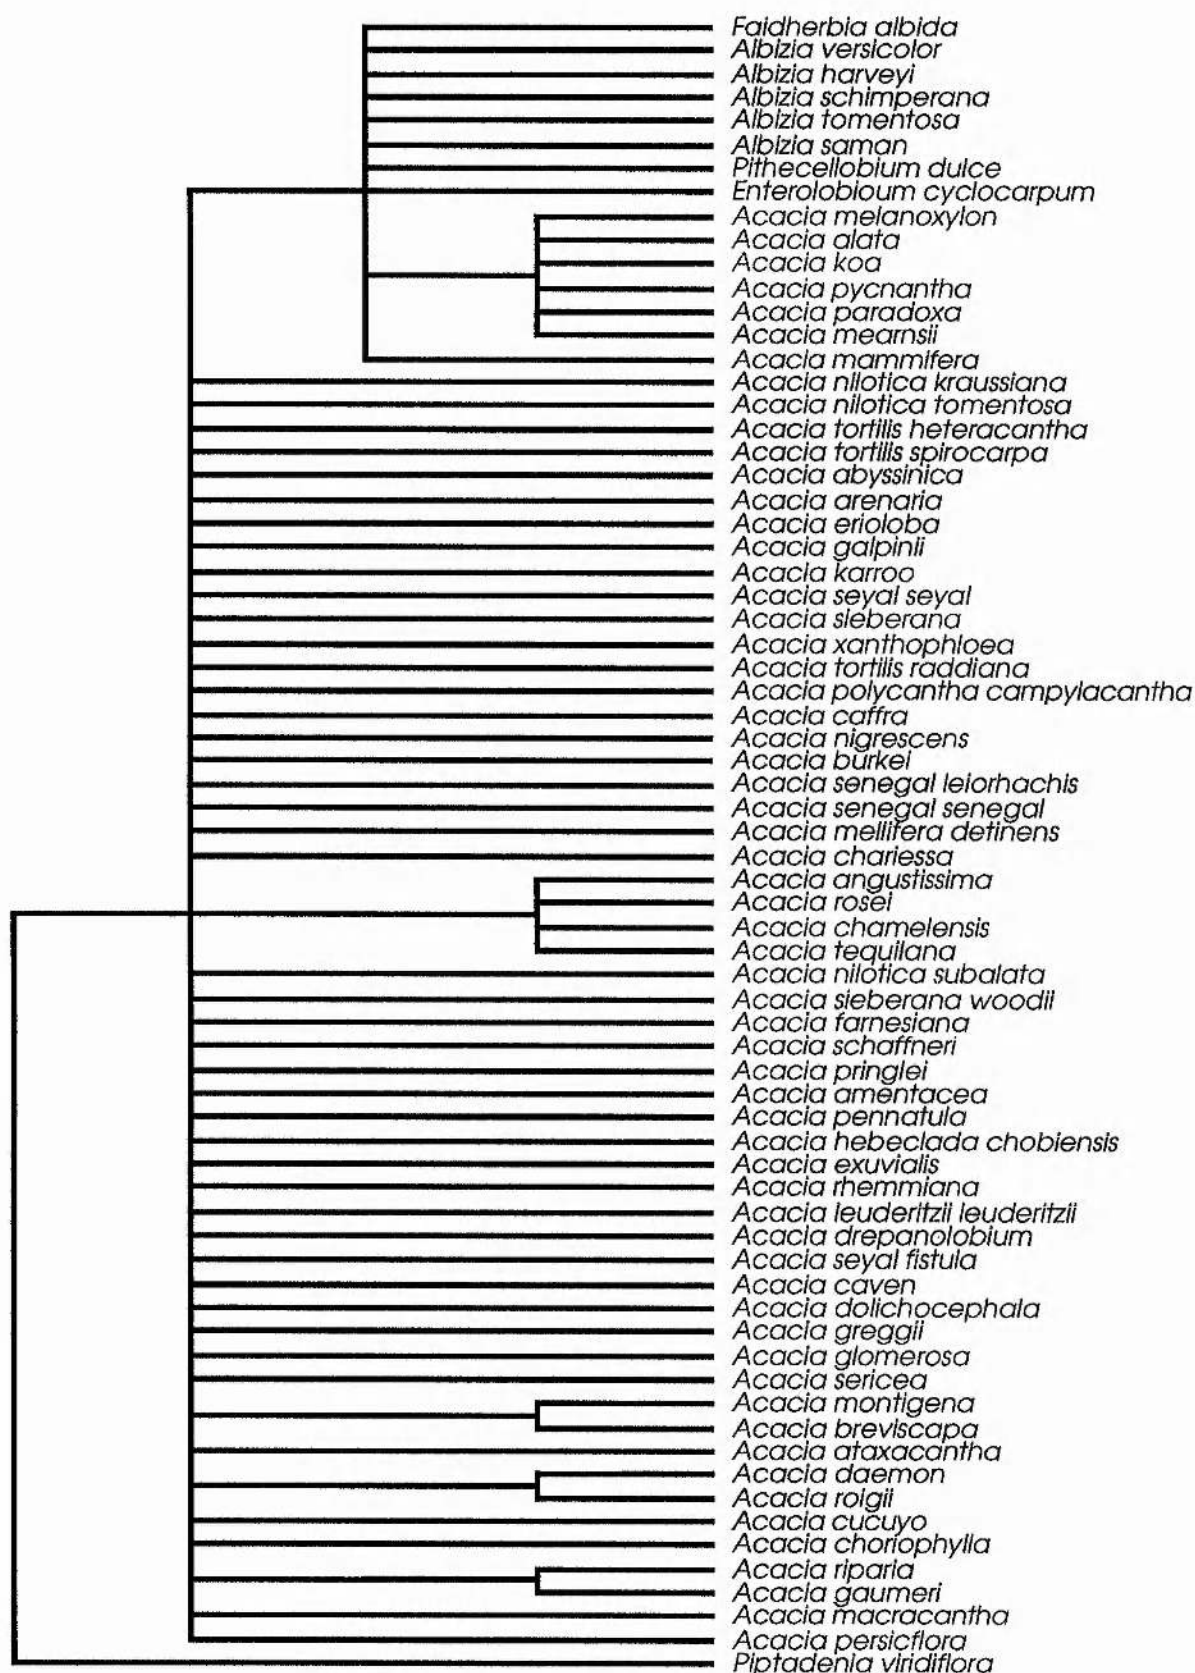 Faidherbia albida
Albizia versicolor
Albizia harveyi
Albizia schimperana
Albizia tomentosa
Albizia saman
Pithecellobium dulce
Enterolobioum cyclocarpum
Acacia melanoxylon
Acacia alata
Acacia koa
Acacia pycnantha
Acacia paradoxa
Acacia mearnsii
Acacia mammifera
Acacia nilotica kraussiana
Acacia nilotica tomentosa
Acacia tortilis heteracantha
Acacia tortilis spirocarpa
Acacia abyssinica
Acacia arenaria
Acacia erioloba
Acacia galpinii
Acacia karroo
Acacia seyal seyal
Acacia sieberana
Acacia xanthophloea
Acacia tortilis raddiana
Acacia polycantha campylacantha
Acacia caffra
Acacia nigrescens
Acacia burkei
Acacia senegal leiorhachis
Acacia senegal senegal
Acacia mellifera detinens
Acacia chariessa
Acacia angustissima
Acacia rosei
Acacia chamelensis
Acacia tequilana
Acacia nilotica subalata
Acacia sieberana woodii
Acacia farnesiana
Acacia schaffneri
Acacia pringlei
Acacia amentacea
Acacia pennatula
Acacia hebeclada chobiensis
Acacia exuvialis
Acacia rhemmiana
Acacia leuderitzii leuderitzii
Acacia drepanolobium
Acacia seyal fistula
Acacia caven
Acacia dolichocephala
Acacia greggii
Acacia glomerosa
Acacia sericea
Acacia montigena
Acacia breviscapa
Acacia ataxacantha
Acacia daemon
Acacia roigii
Acacia cucuyo
Acacia choriophylla
Acacia riparia
Acacia gaumeri
Acacia macracantha
Acacia persicflora
Piptadenia viridiflora